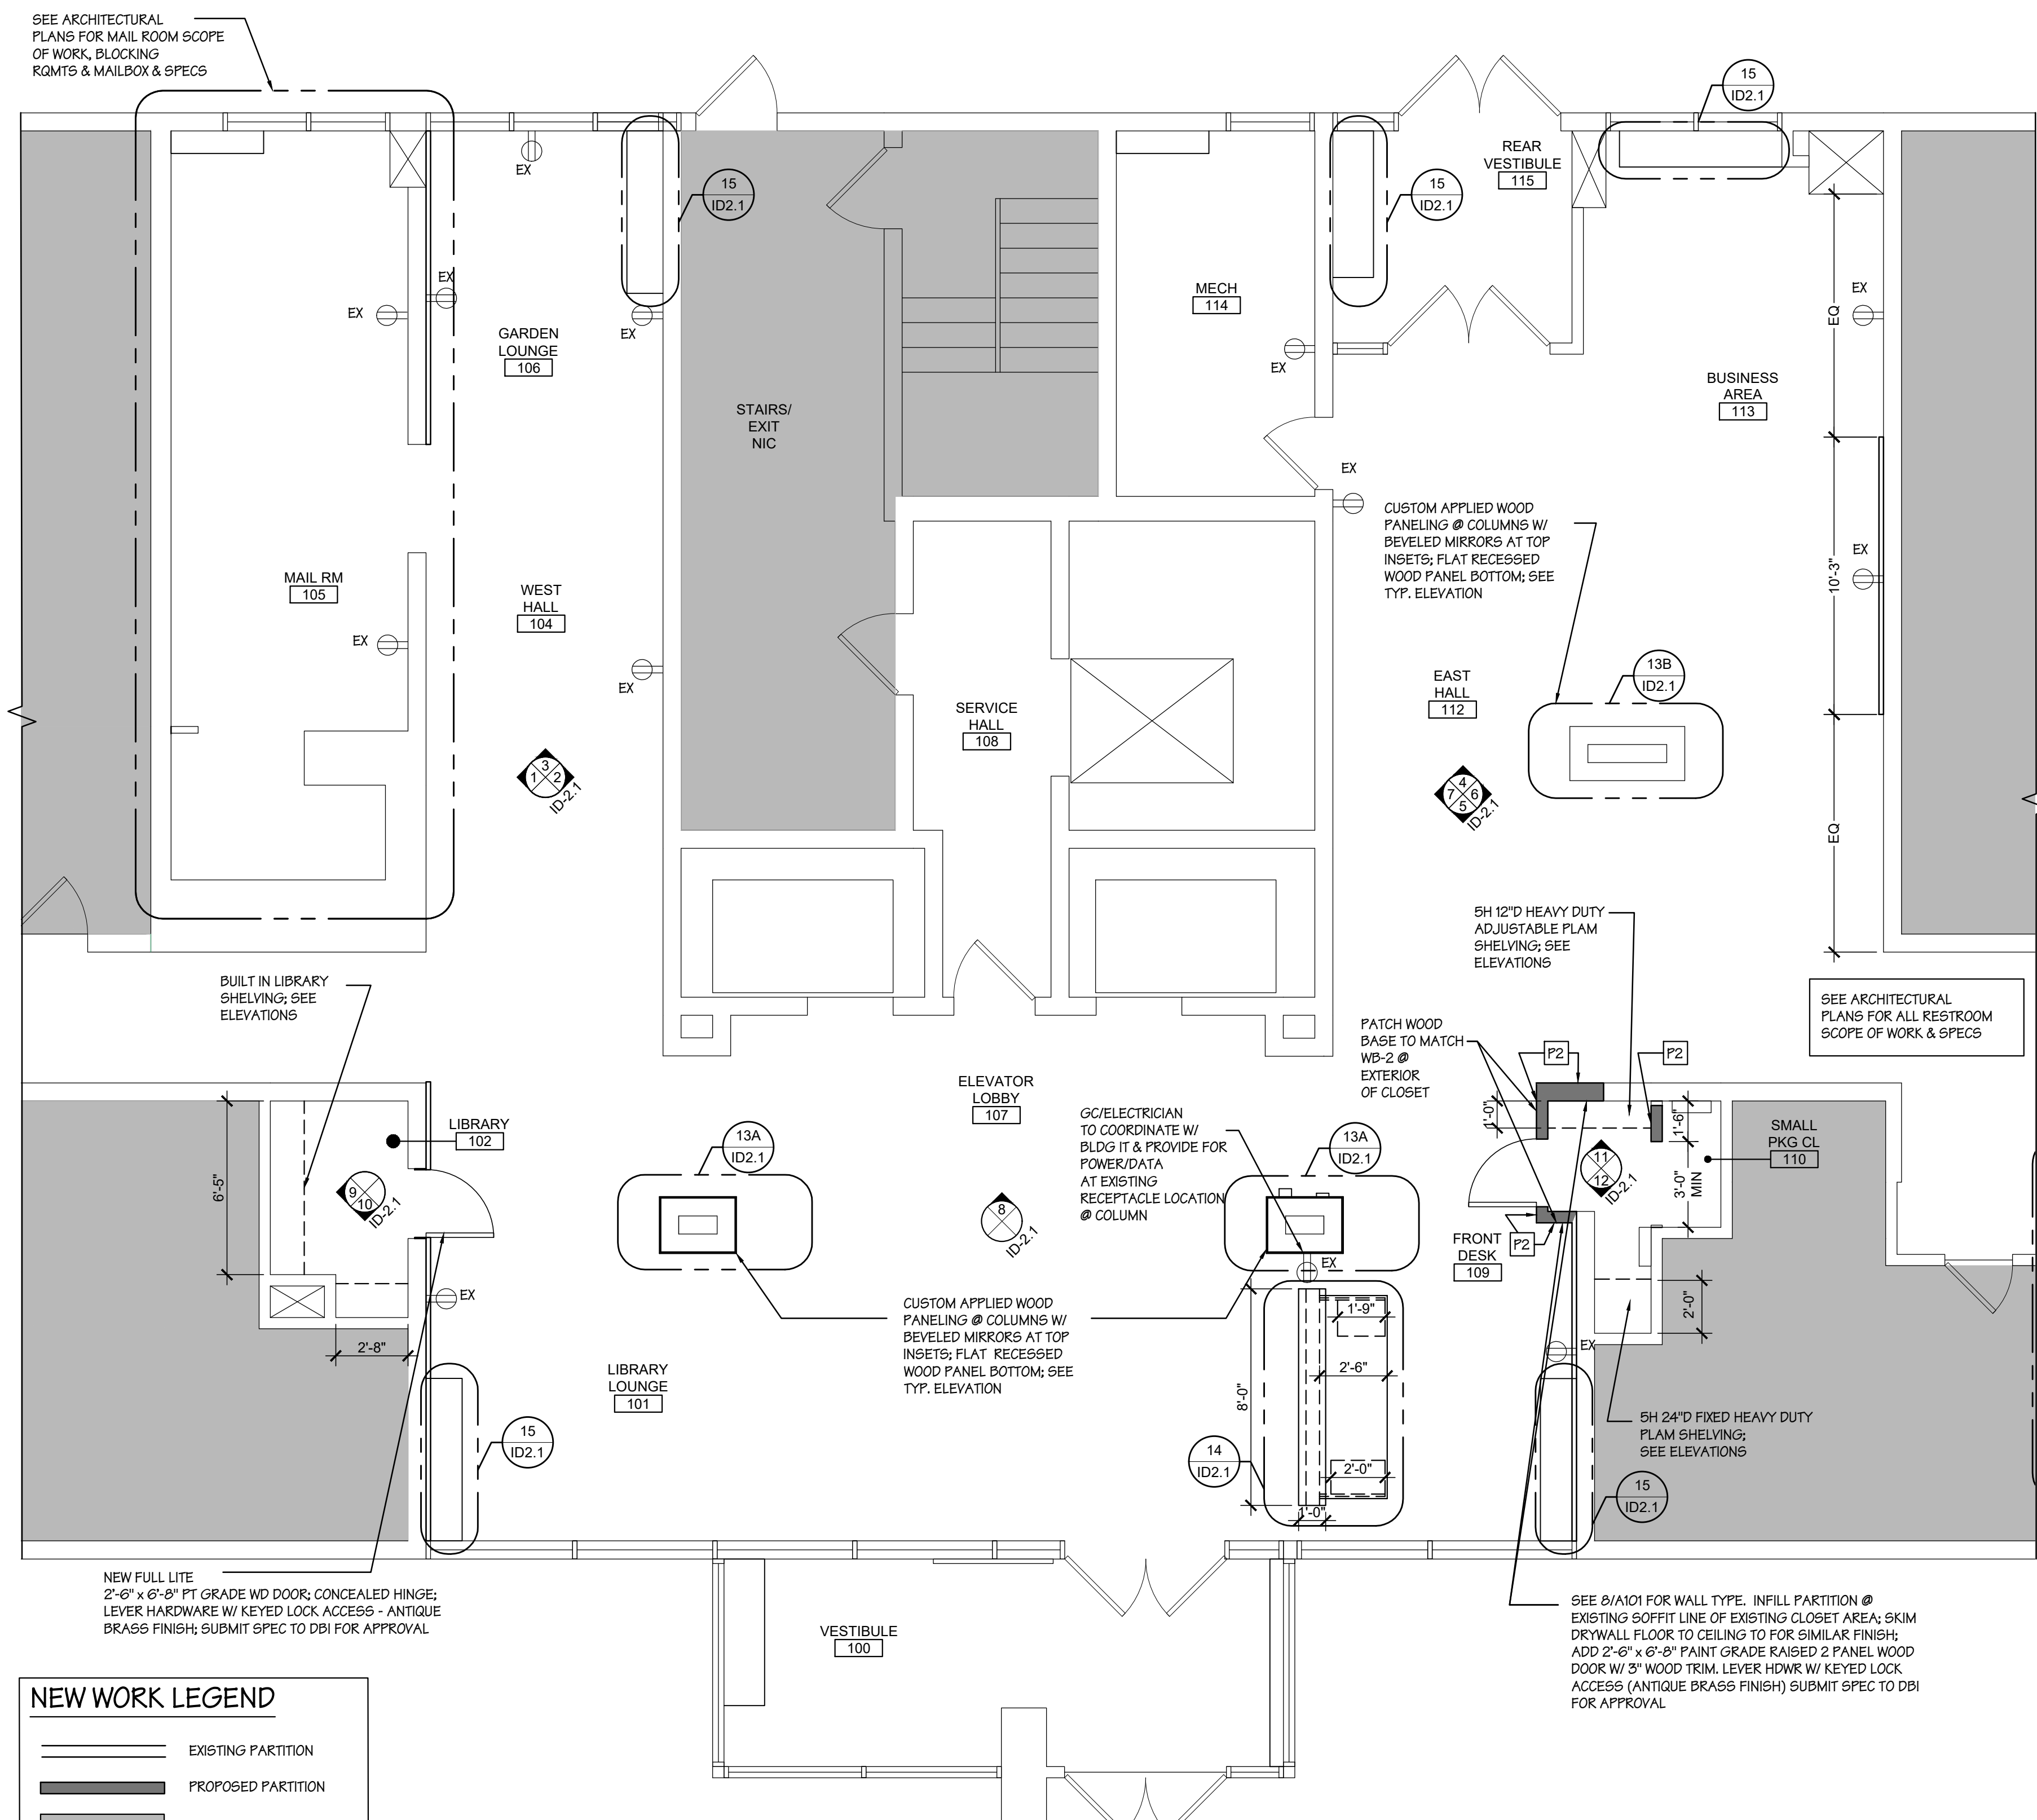 SEE ARCHITECTURAL
PLANS FOR MAIL ROOM SCOPE
OF WORK, BLOCKING
RQMTS & MAILBOX & SPECS
15
ID2.1
EX
15
ID2.1
15
ID2.1
REAR
VESTIBULE
115
EX
EX
EX
GARDEN
LOUNGE
106
MECH
114
EX
EX
EQ
BUSINESS
AREA
113
STAIRS/
EXIT
NIC
EX
CUSTOM APPLIED WOOD
PANELING @ COLUMNS W/
BEVELED MIRRORS AT TOP
INSETS; FLAT RECESSED
WOOD PANEL BOTTOM; SEE
TYP. ELEVATION
EX
10'-3"
MAIL RM
105
WEST
HALL
104
EX
EX
SERVICE
HALL
108
EAST
HALL
112
13B
ID2.1
3
1 2
ID-2.1
4
7 6
5
ID-2.1
EQ
5H 12"D HEAVY DUTY
ADJUSTABLE PLAM
SHELVING; SEE
ELEVATIONS
BUILT IN LIBRARY
SHELVING; SEE
ELEVATIONS
SEE ARCHITECTURAL
PLANS FOR ALL RESTROOM
SCOPE OF WORK & SPECS
PATCH WOOD
BASE TO MATCH
WB-2 @
EXTERIOR
OF CLOSET
P2
P2
ELEVATOR
LOBBY
107
GC/ELECTRICIAN
TO COORDINATE W/
BLDG IT & PROVIDE FOR
POWER/DATA
AT EXISTING
RECEPTACLE LOCATION
@ COLUMN
LIBRARY
102
13A
ID2.1
13A
ID2.1
1'-0"
1'-6"
SMALL
PKG CL
110
11
12
ID-2.1
3'-0"
MIN
6'-5"
9
10
ID-2.1
8
ID-2.1
FRONT
DESK
109
P2
EX
EX
2'-8"
CUSTOM APPLIED WOOD
PANELING @ COLUMNS W/
BEVELED MIRRORS AT TOP
INSETS; FLAT RECESSED
WOOD PANEL BOTTOM; SEE
TYP. ELEVATION
1'-9"
2'-0"
EX
2'-6"
8'-0"
LIBRARY
LOUNGE
101
15
ID2.1
14
ID2.1
2'-0"
1'-0"
5H 24"D FIXED HEAVY DUTY
PLAM SHELVING;
SEE ELEVATIONS
15
ID2.1
NEW FULL LITE
2'-6" x 6'-8" PT GRADE WD DOOR; CONCEALED HINGE;
LEVER HARDWARE W/ KEYED LOCK ACCESS - ANTIQUE
BRASS FINISH; SUBMIT SPEC TO DBI FOR APPROVAL
VESTIBULE
100
SEE 8/A101 FOR WALL TYPE. INFILL PARTITION @
EXISTING SOFFIT LINE OF EXISTING CLOSET AREA; SKIM
DRYWALL FLOOR TO CEILING TO FOR SIMILAR FINISH;
ADD 2'-6" x 6'-8" PAINT GRADE RAISED 2 PANEL WOOD
DOOR W/ 3" WOOD TRIM. LEVER HDWR W/ KEYED LOCK
ACCESS (ANTIQUE BRASS FINISH) SUBMIT SPEC TO DBI
FOR APPROVAL
NEW WORK LEGEND
EXISTING PARTITION
PROPOSED PARTITION